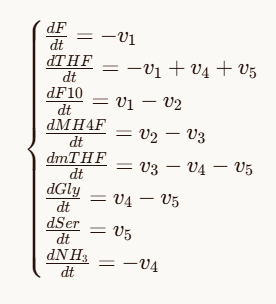 dF/dt = −v₁
dTHF/dt = −v₁ + v₄ + v₅
dF10/dt = v₁ − v₂
dMH4F/dt = v₂ − v₃
dmTHF/dt = v₃ − v₄ − v₅
dGly/dt = v₄ − v₅
dSer/dt = v₅
dNH₃/dt = −v₄